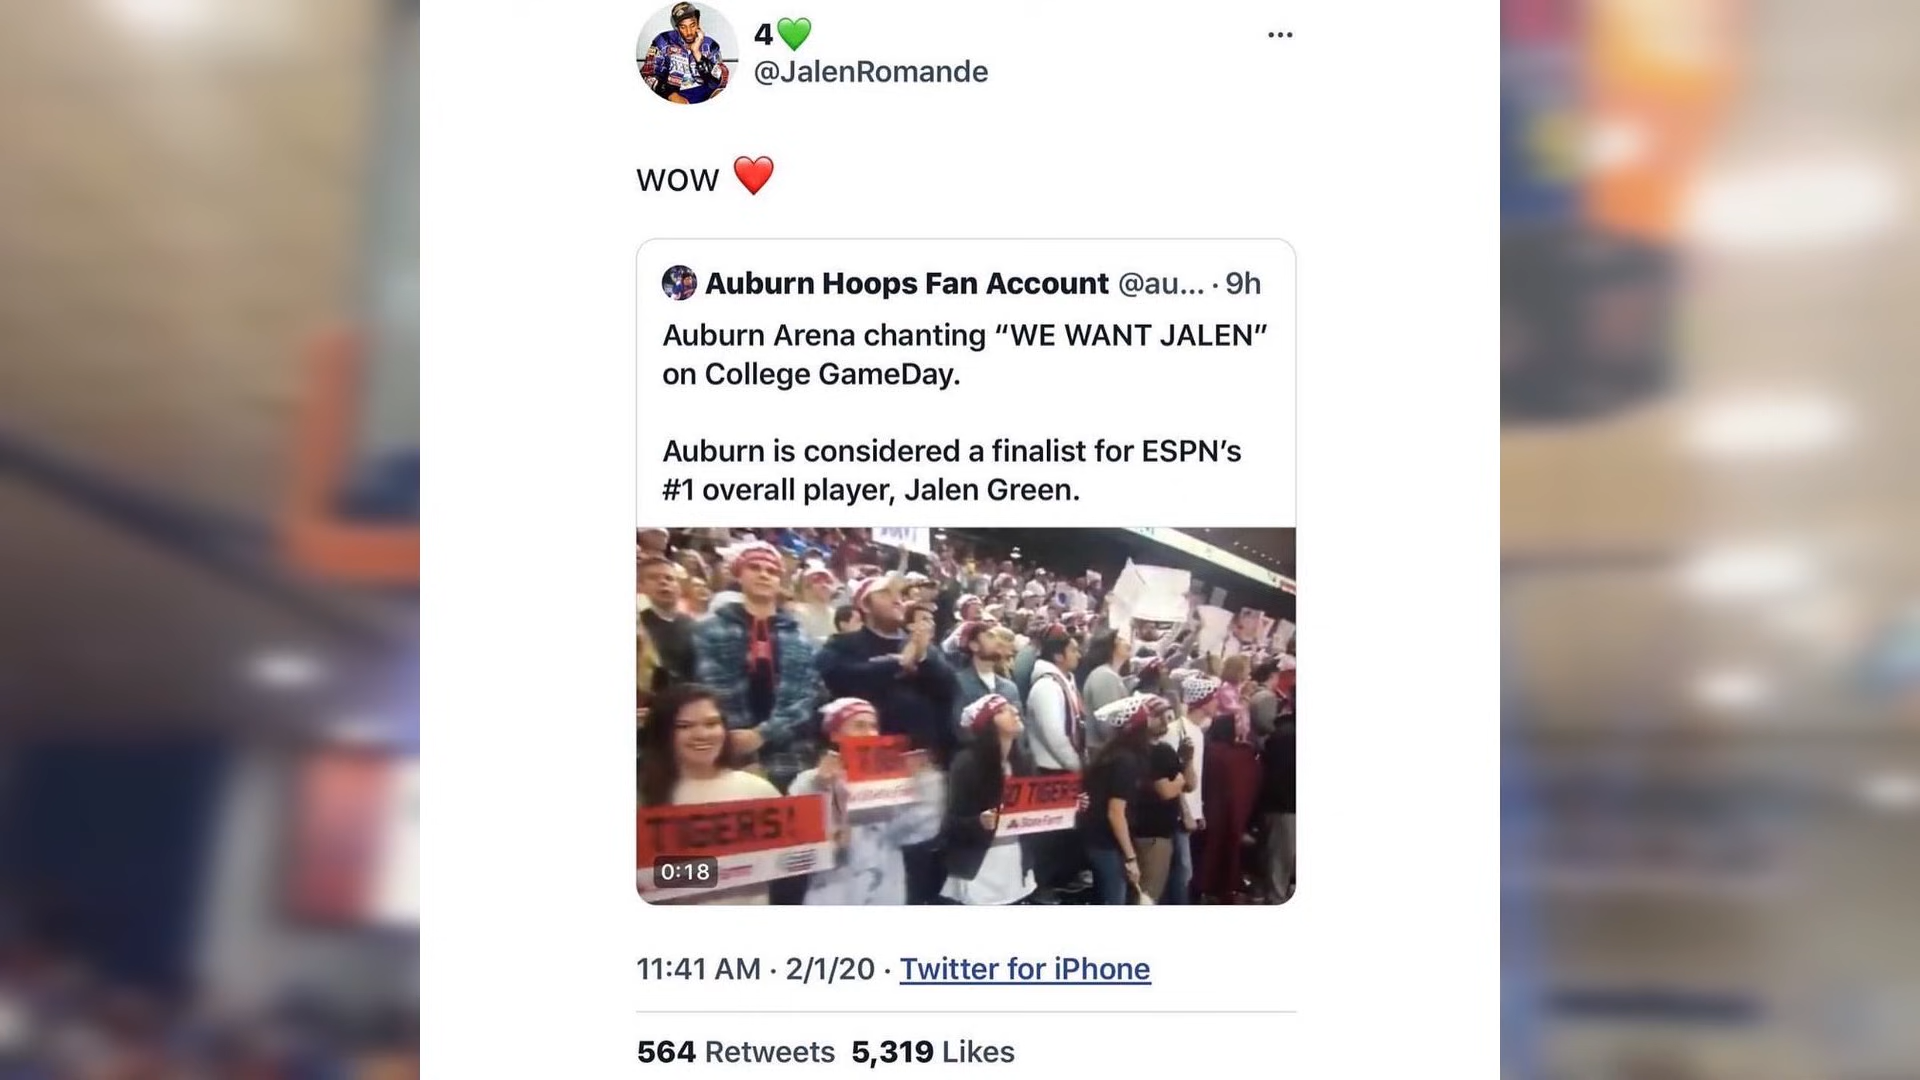 4💚
@JalenRomande
wow ❤️
Auburn Hoops Fan Account @au... · 9h
Auburn Arena chanting “WE WANT JALEN”
on College GameDay.
Auburn is considered a finalist for ESPN’s
#1 overall player, Jalen Green.
TIGERS!
TIGERS
StateFarm
0:18
11:41 AM · 2/1/20 · Twitter for iPhone
564 Retweets 5,319 Likes